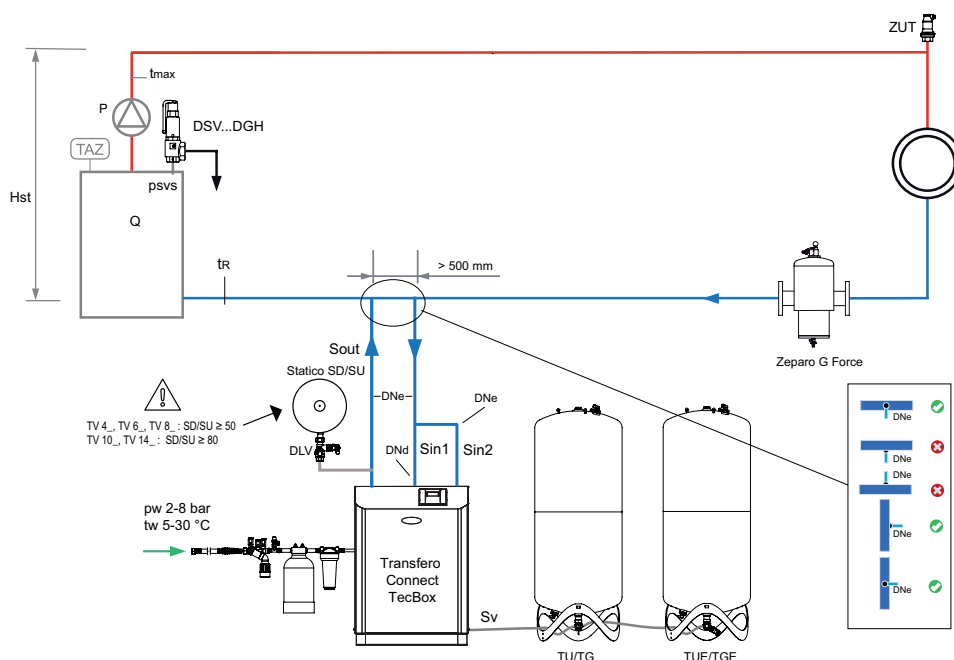 ZUT
tmax
P
DSV...DGH
TAZ
psvs
Hst
Q
tR
> 500 mm
Zeparo G Force
Sout
Statico SD/SU
DNe
DNe
TV 4_, TV 6_, TV 8_ : SD/SU ≥ 50
TV 10_, TV 14_ : SD/SU ≥ 80
DLV
DNd
Sin1
Sin2
pw 2-8 bar
tw 5-30 °C
Transfero
Connect
TecBox
Sv
TU/TG
TUE/TGE
DNe
DNe
DNe
DNe
DNe